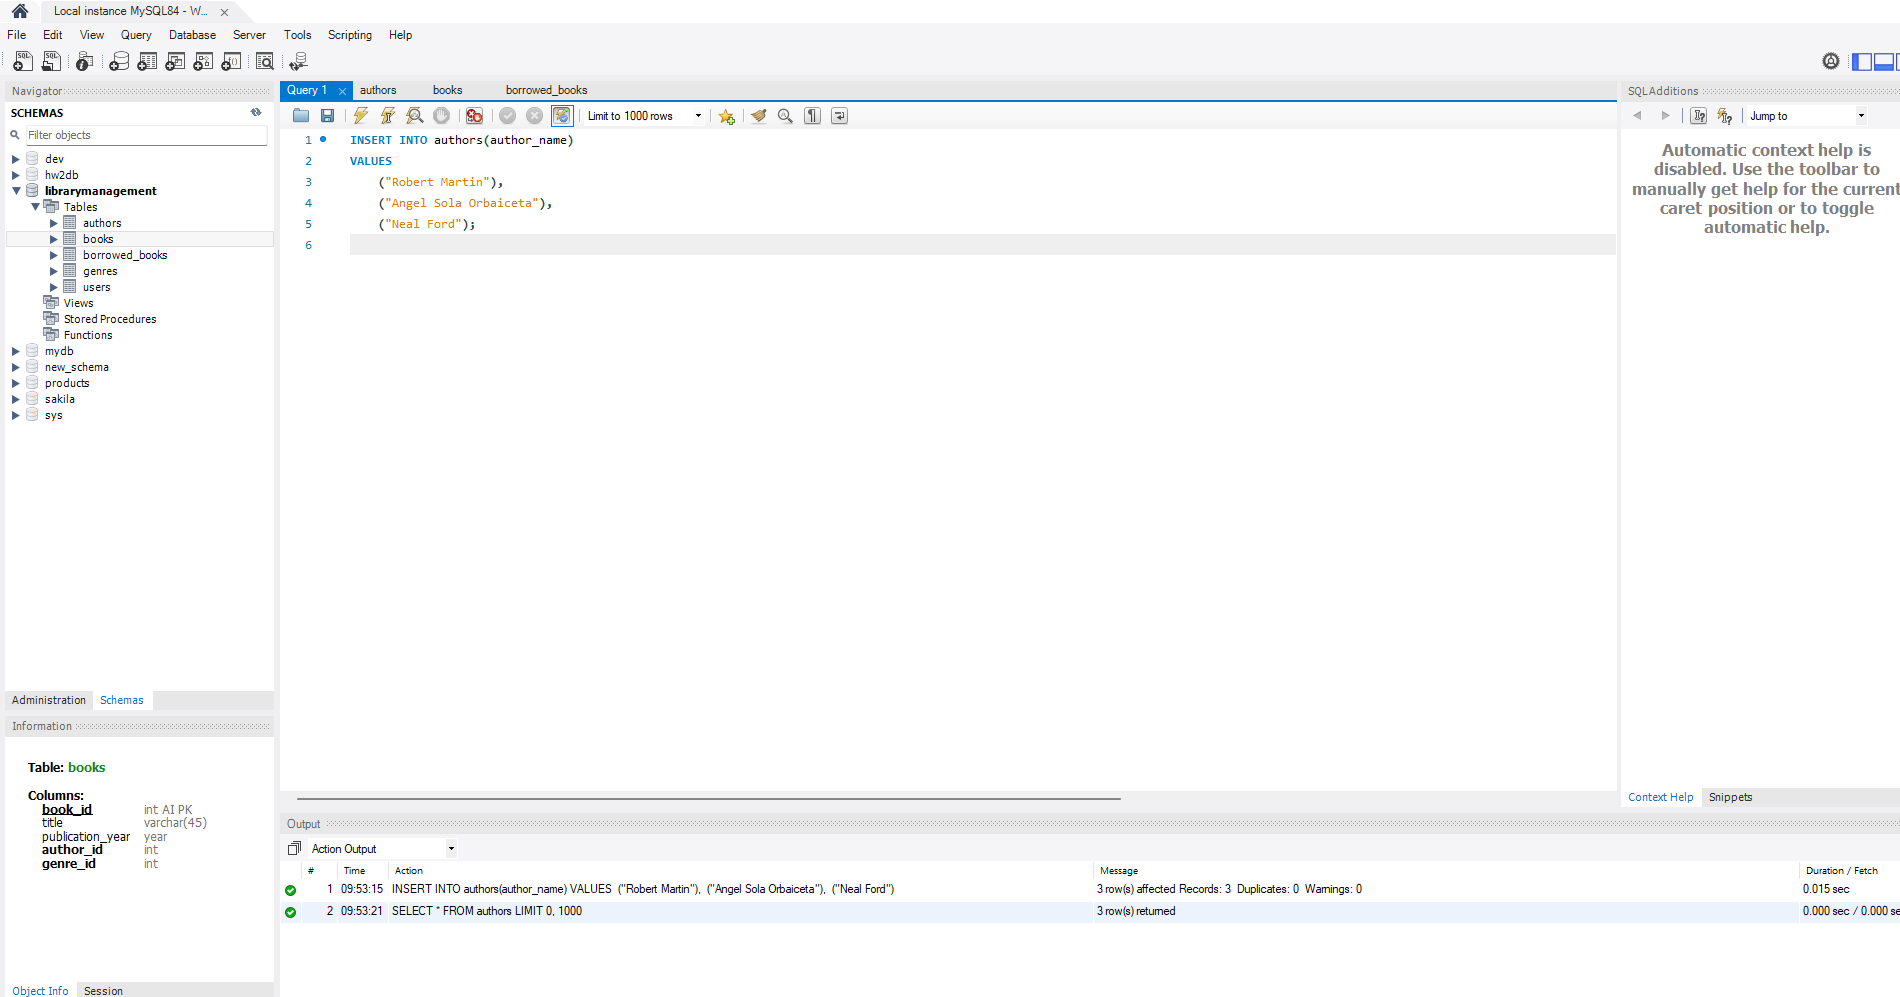 Local instance MySQL84 - W...
File Edit View Query Database Server Tools Scripting Help
Navigator
SCHEMAS
Filter objects
dev
hw2db
librarymanagement
Tables
authors
books
borrowed_books
genres
users
Views
Stored Procedures
Functions
mydb
new_schema
products
sakila
sys
Administration Schemas
Information
Table: books
Columns:
book_id int AI PK
title varchar(45)
publication_year year
author_id int
genre_id int
Object Info Session
Query 1 authors books borrowed_books
Limit to 1000 rows
1 INSERT INTO authors(author_name)
2 VALUES
3 ("Robert Martin"),
4 ("Angel Sola Orbaiceta"),
5 ("Neal Ford");
6
Output
Action Output
# Time Action Message Duration / Fetch
1 09:53:15 INSERT INTO authors(author_name) VALUES ("Robert Martin"), ("Angel Sola Orbaiceta"), ("Neal Ford") 3 row(s) affected Records: 3 Duplicates: 0 Warnings: 0 0.015 sec
2 09:53:21 SELECT * FROM authors LIMIT 0, 1000 3 row(s) returned 0.000 sec / 0.000 se
SQLAdditions
Jump to
Automatic context help is
disabled. Use the toolbar to
manually get help for the current
caret position or to toggle
automatic help.
Context Help Snippets